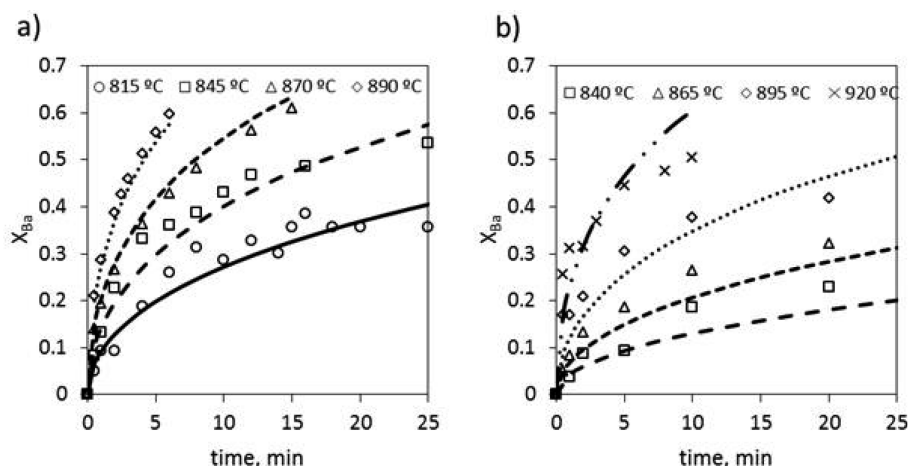 a)
0.7
○ 815 ºC □ 845 ºC △ 870 ºC ◇ 890 ºC
0.6
0.5
0.4
X_Ba
0.3
0.2
0.1
0
0 5 10 15 20 25
time, min
b)
0.7
□ 840 ºC △ 865 ºC ◇ 895 ºC × 920 ºC
0.6
0.5
0.4
X_Ba
0.3
0.2
0.1
0
0 5 10 15 20 25
time, min